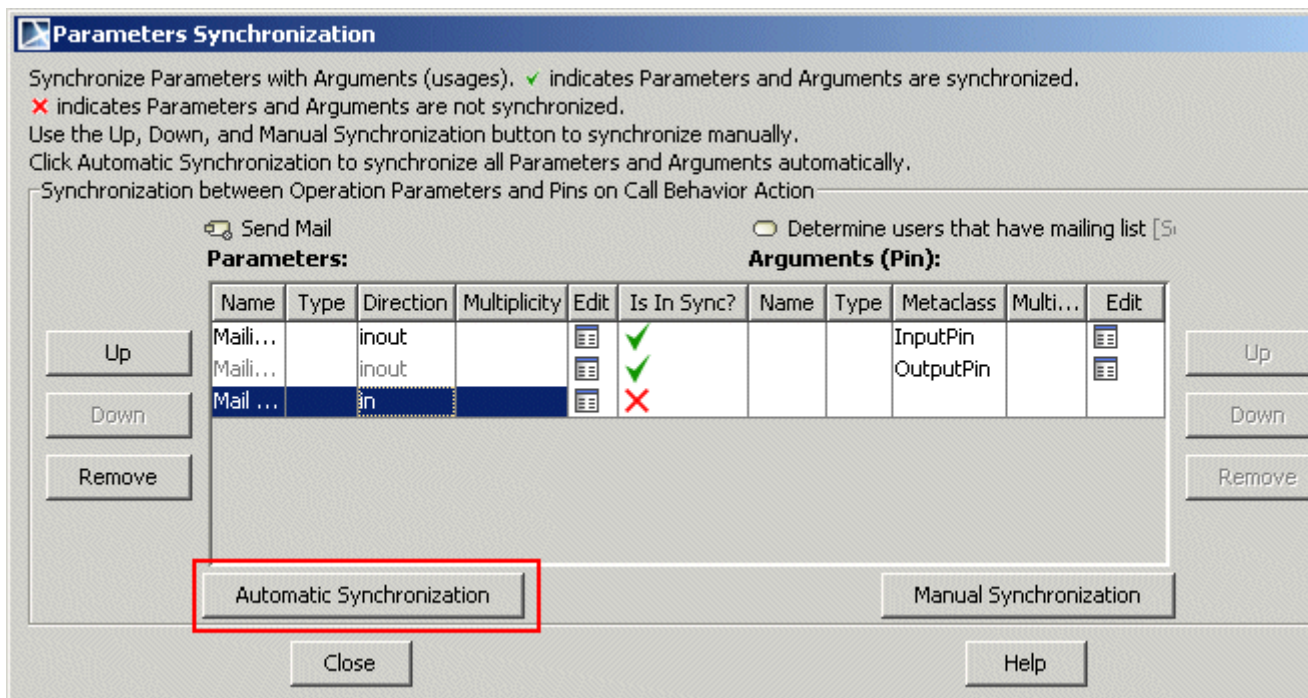 Parameters Synchronization
Synchronize Parameters with Arguments (usages). ✓ indicates Parameters and Arguments are synchronized.
✗ indicates Parameters and Arguments are not synchronized.
Use the Up, Down, and Manual Synchronization button to synchronize manually.
Click Automatic Synchronization to synchronize all Parameters and Arguments automatically.
Synchronization between Operation Parameters and Pins on Call Behavior Action
Send Mail Determine users that have mailing list [S
Parameters: Arguments (Pin):
Name Type Direction Multiplicity Edit Is In Sync? Name Type Metaclass Multi... Edit
Maili... inout InputPin
Maili... inout OutputPin
Mail ... in
Up Up
Down Down
Remove Remove
Automatic Synchronization Manual Synchronization
Close Help